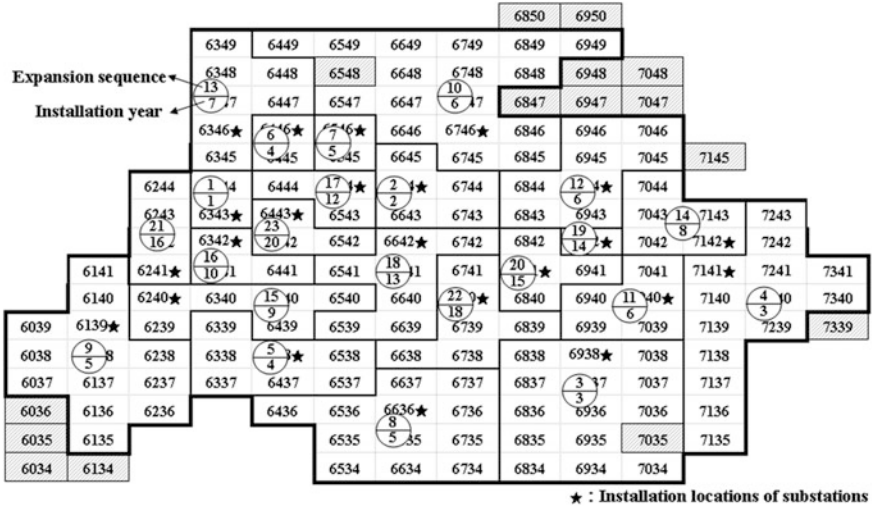 6850 6950
6349 6449 6549 6649 6749 6849 6949
6348 6448 6548 6648 6748 6848 6948 7048
Expansion sequence
13
7 6447 6547 6647
10
6 6847 6947 7047
Installation year
6346★
6
4 ★
7
5 ★ 6646 6746★ 6846 6946 7046
6345 6645 6745 6845 6945 7045 7145
6244
1
1 6444
17
12 ★
2
2 ★ 6744 6844
12
6 ★ 7044
6243 6343★ 6443★ 6543 6643 6743 6843 6943 7043
14
8 7143 7243
21
16 6342★
23
20 6542 6642★ 6742 6842
19
14 ★ 7042 7142★ 7242
6141 6241★
16
10 6441 6541
18
13 6741
20
15 ★ 6941 7041 7141★ 7241 7341
6140 6240★ 6340
15
9 6540 6640
22
18 ★ 6840 6940
11
6 ★ 7140
4
3 7340
6039 6139★ 6239 6339 6439 6539 6639 6739 6839 6939 7039 7139 7239 7339
6038
9
5 6238 6338
5
4 ★ 6538 6638 6738 6838 6938★ 7038 7138
6037 6137 6237 6337 6437 6537 6637 6737 6837
3
3 7037 7137
6036 6136 6236 6436 6536 6636★ 6736 6836 6936 7036 7136
6035 6135 6535
8
5 6735 6835 6935 7035 7135
6034 6134 6534 6634 6734 6834 6934 7034
★ : Installation locations of substations